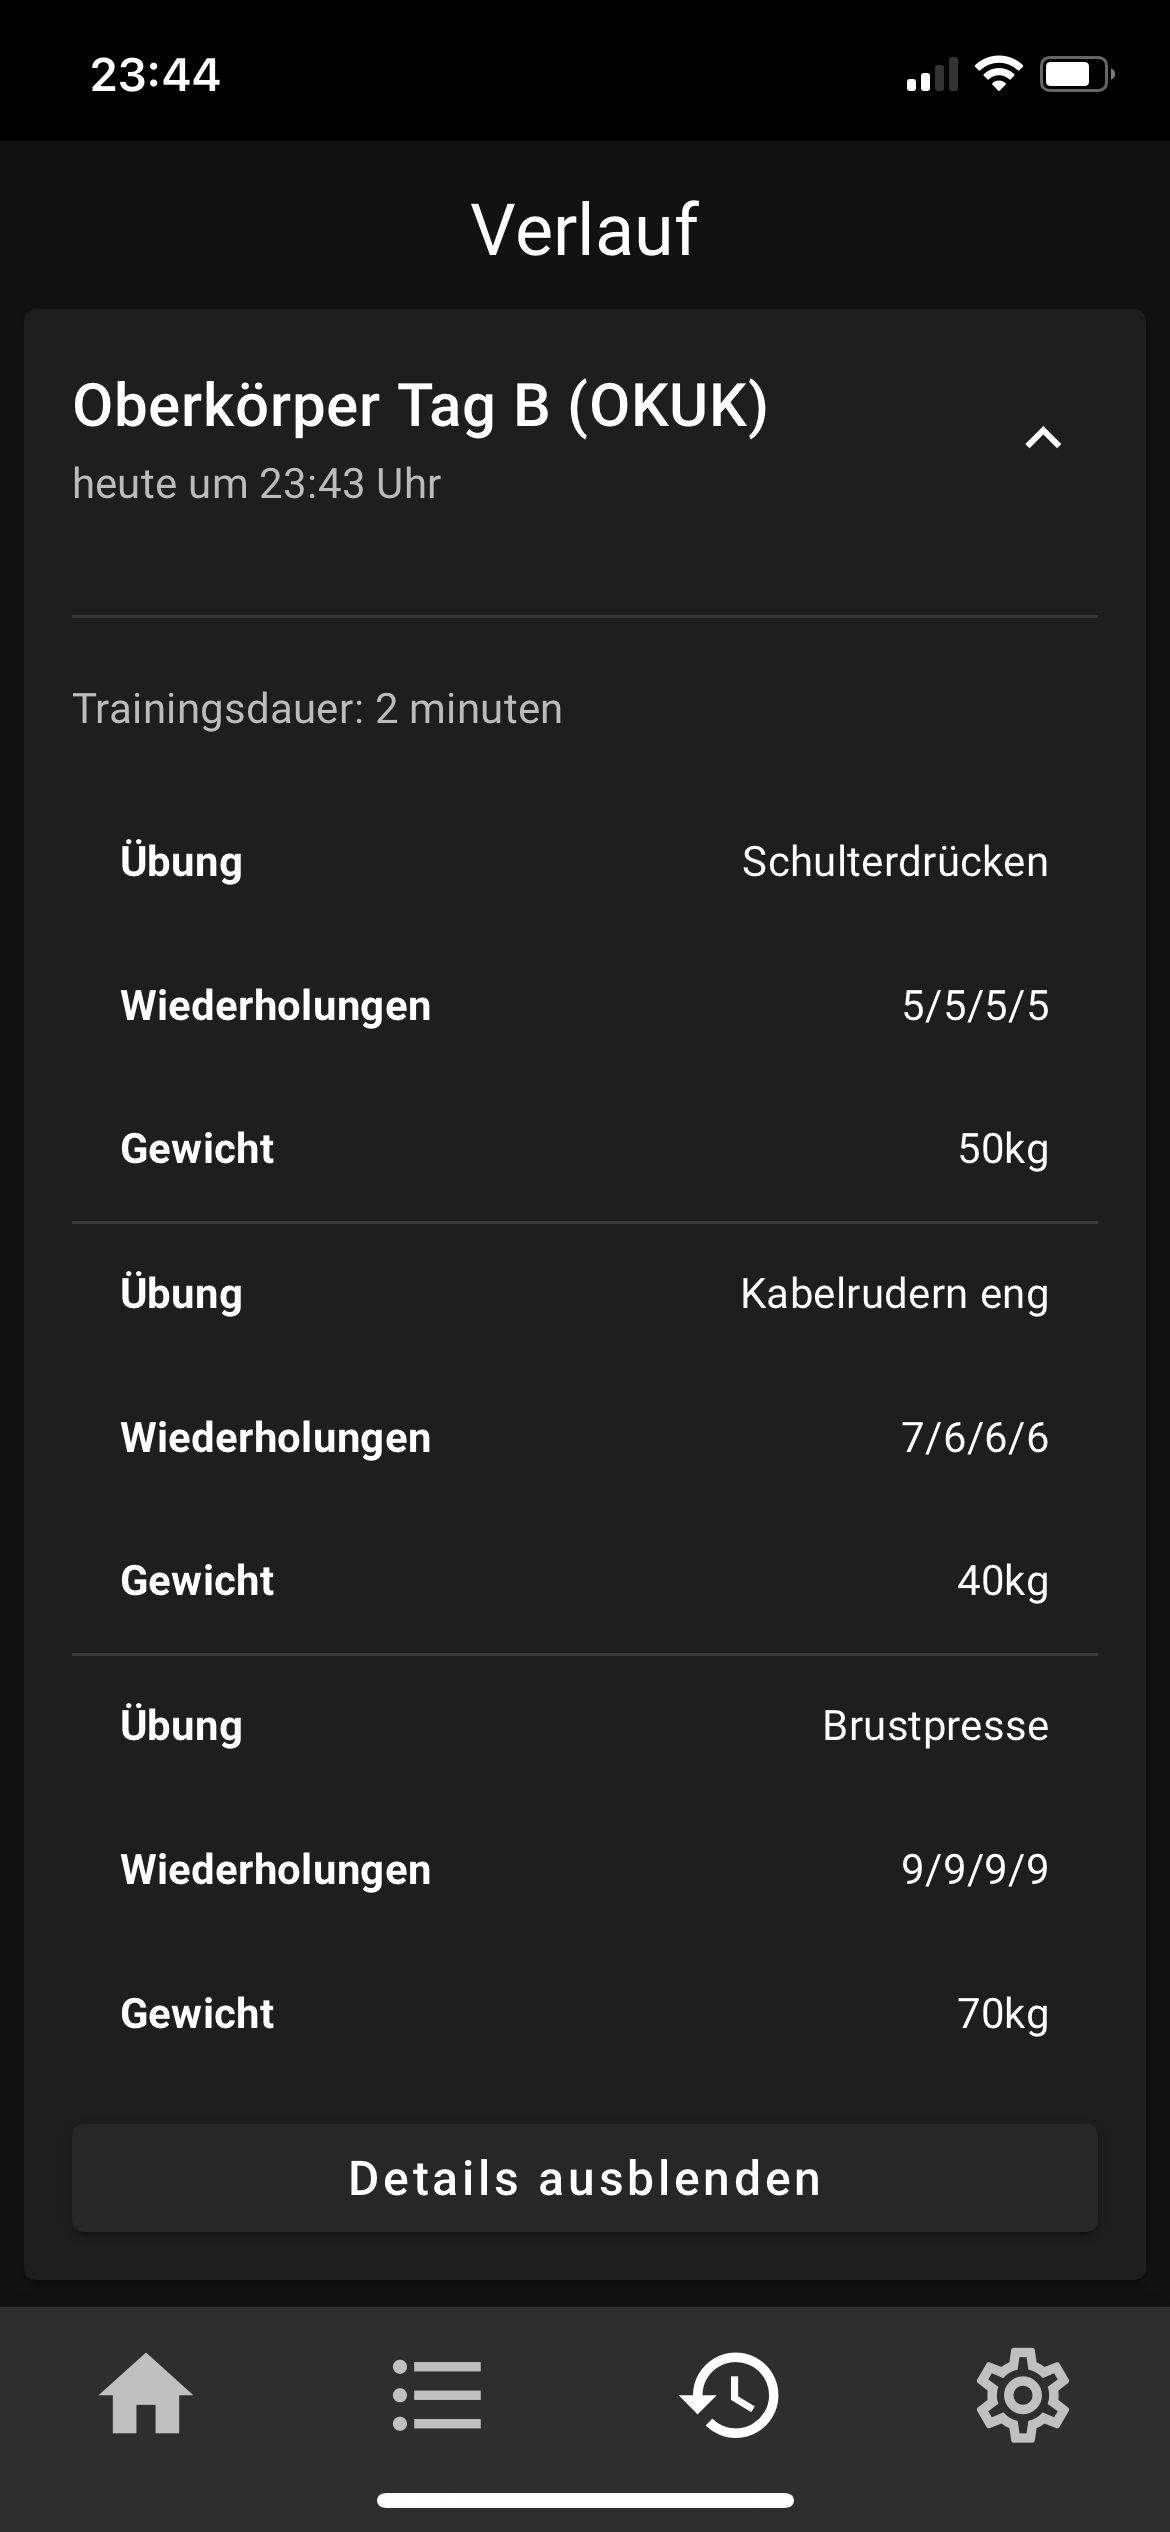 23:44
Verlauf
Oberkörper Tag B (OKUK)
heute um 23:43 Uhr
Trainingsdauer: 2 minuten
Übung Schulterdrücken
Wiederholungen 5/5/5/5
Gewicht 50kg
Übung Kabelrudern eng
Wiederholungen 7/6/6/6
Gewicht 40kg
Übung Brustpresse
Wiederholungen 9/9/9/9
Gewicht 70kg
Details ausblenden